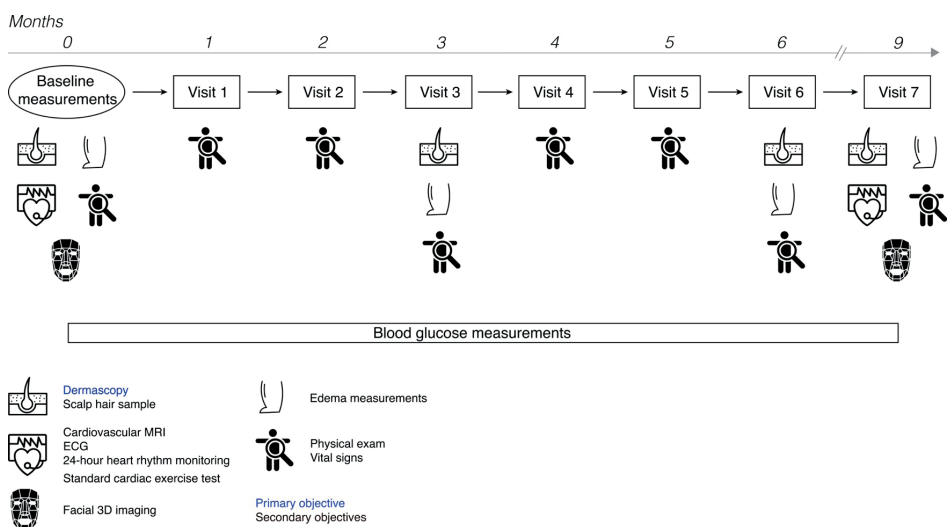 Months
0 1 2 3 4 5 6 9
Baseline
measurements
Visit 1
Visit 2
Visit 3
Visit 4
Visit 5
Visit 6
Visit 7
Blood glucose measurements
Dermascopy
Scalp hair sample
Cardiovascular MRI
ECG
24-hour heart rhythm monitoring
Standard cardiac exercise test
Facial 3D imaging
Edema measurements
Physical exam
Vital signs
Primary objective
Secondary objectives